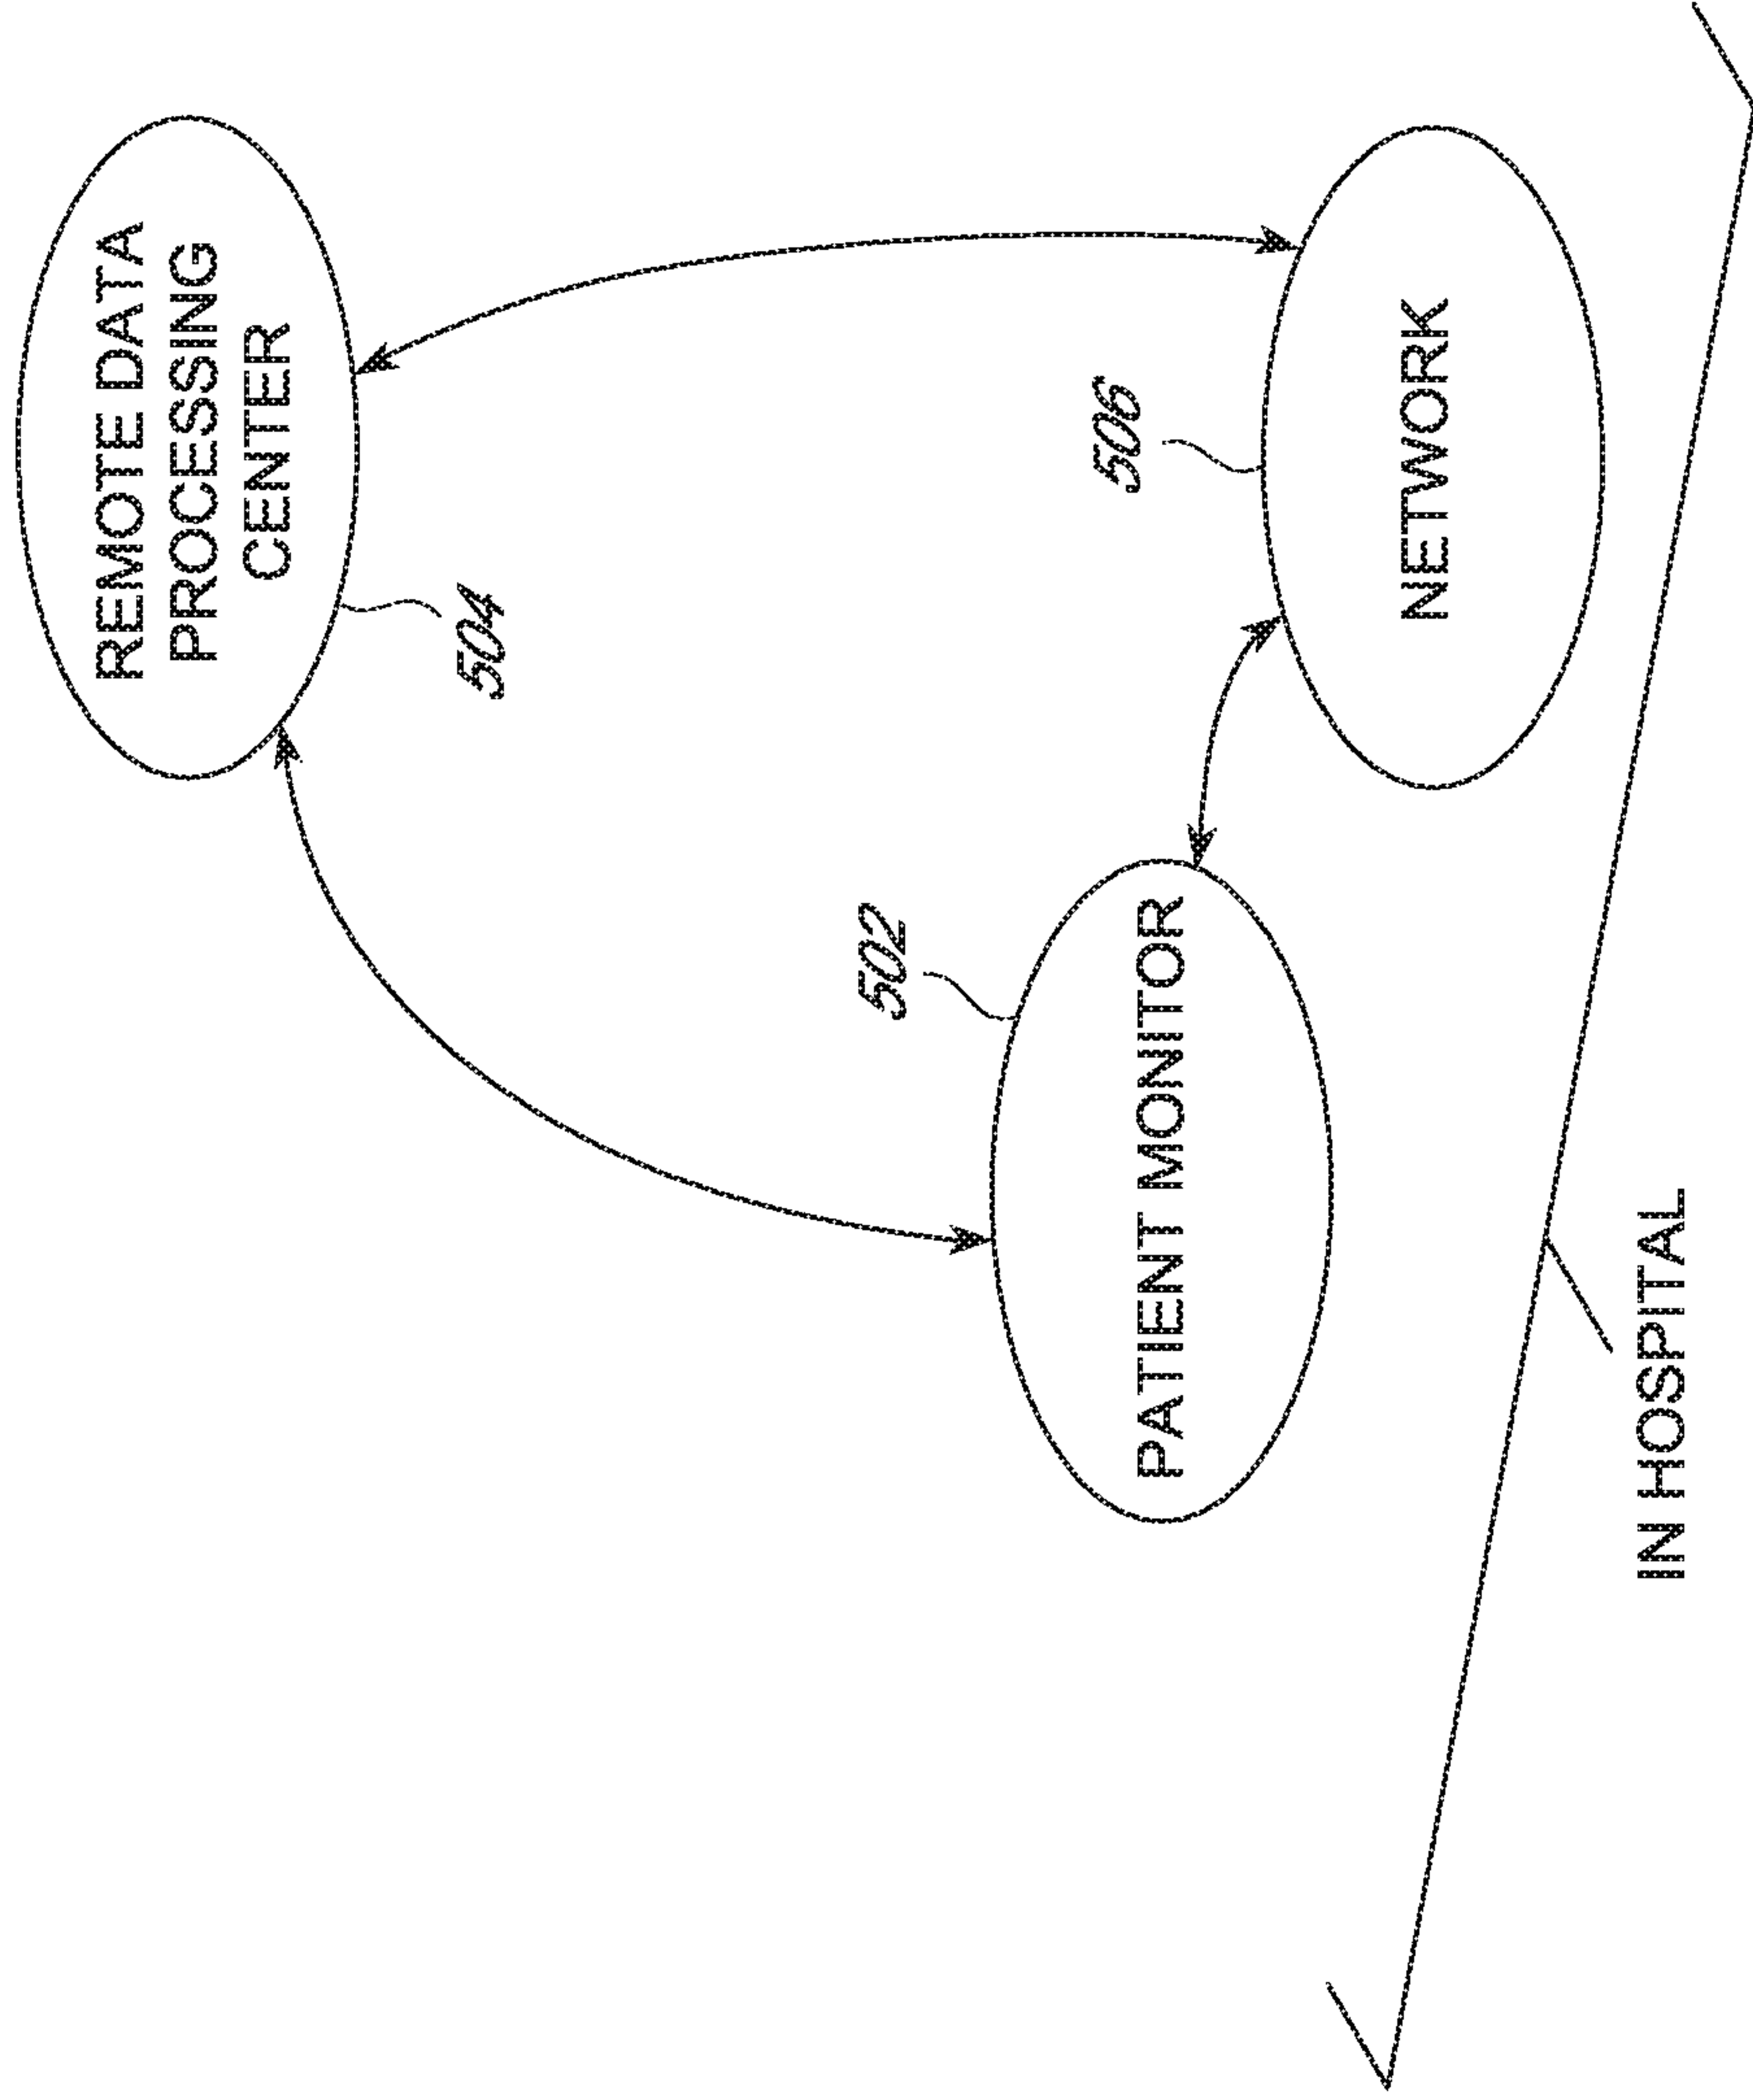 REMOTE DATA
PROCESSING
CENTER
504
502
PATIENT MONITOR
506
NETWORK
IN HOSPITAL